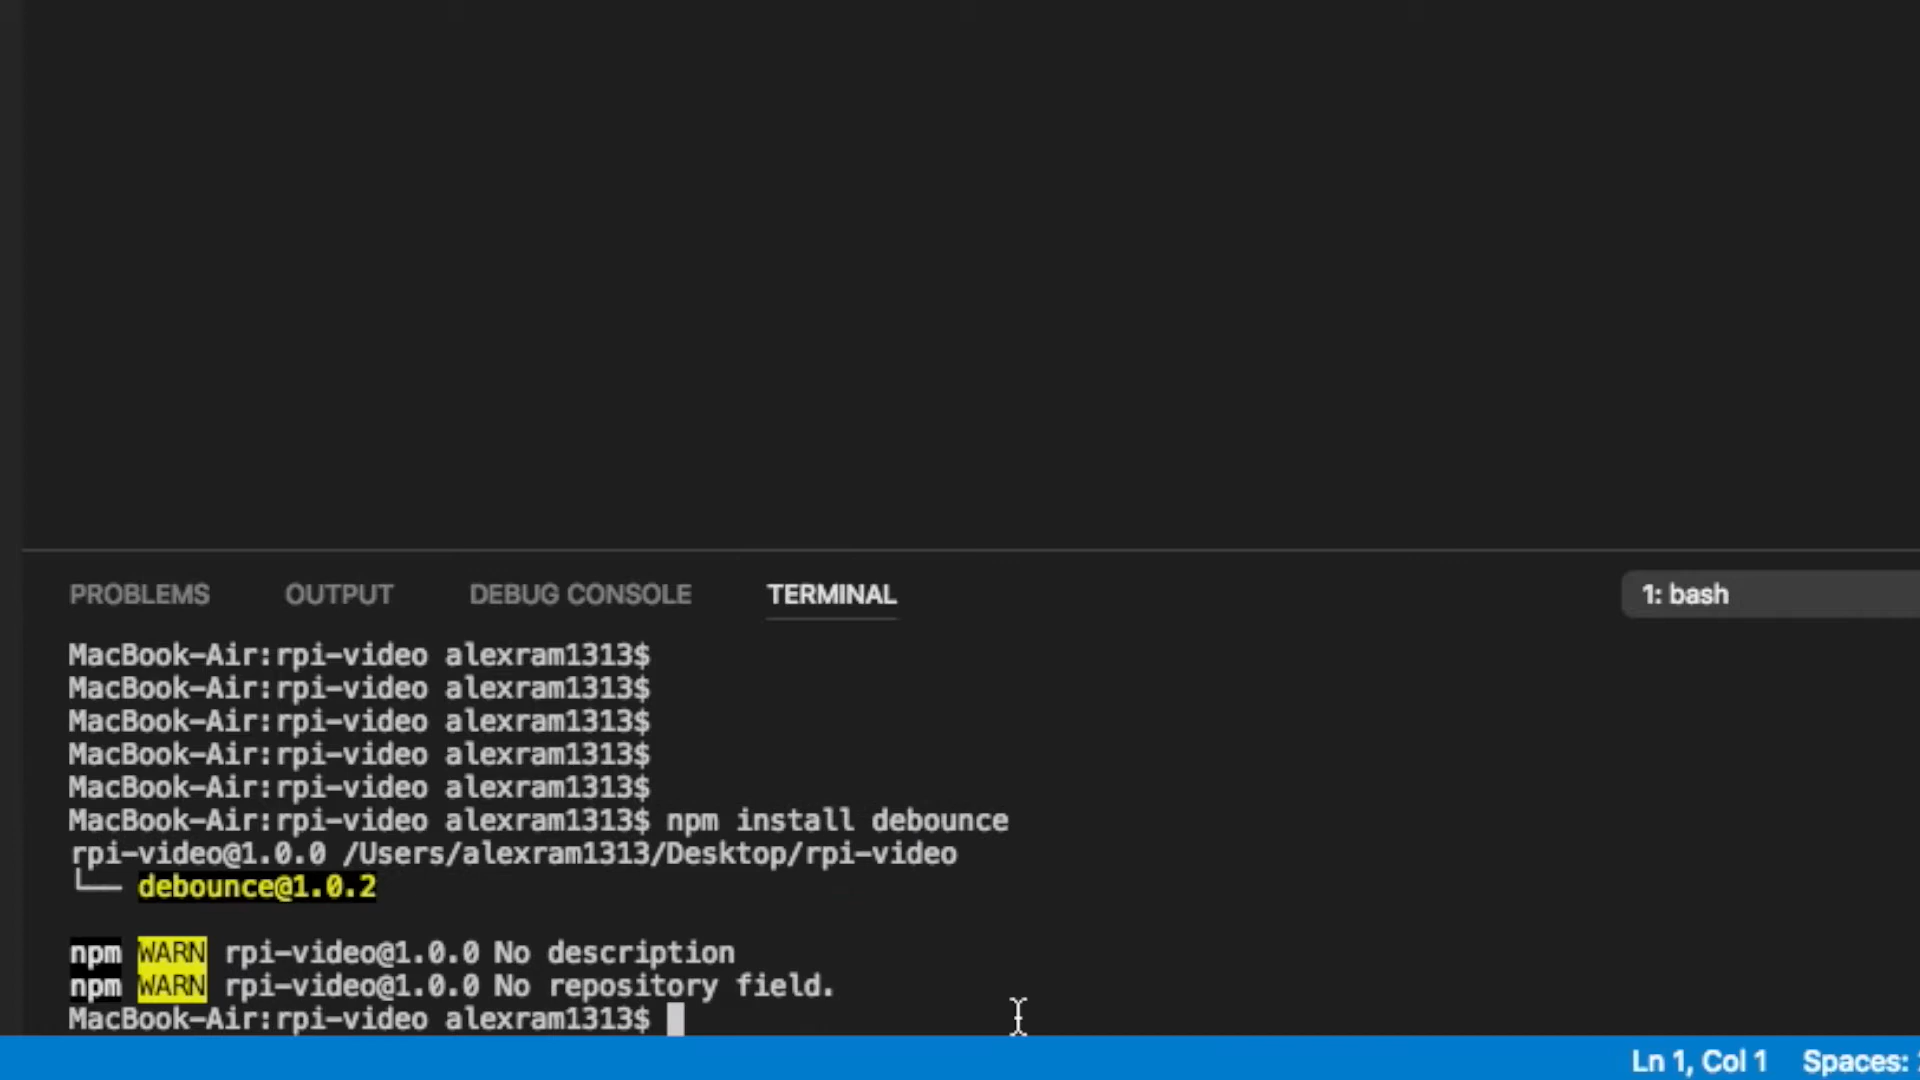 PROBLEMS OUTPUT DEBUG CONSOLE TERMINAL 1: bash
MacBook-Air:rpi-video alexram1313$
MacBook-Air:rpi-video alexram1313$
MacBook-Air:rpi-video alexram1313$
MacBook-Air:rpi-video alexram1313$
MacBook-Air:rpi-video alexram1313$
MacBook-Air:rpi-video alexram1313$ npm install debounce
rpi-video@1.0.0 /Users/alexram1313/Desktop/rpi-video
└── debounce@1.0.2
npm WARN rpi-video@1.0.0 No description
npm WARN rpi-video@1.0.0 No repository field.
MacBook-Air:rpi-video alexram1313$
Ln 1, Col 1 Spaces: